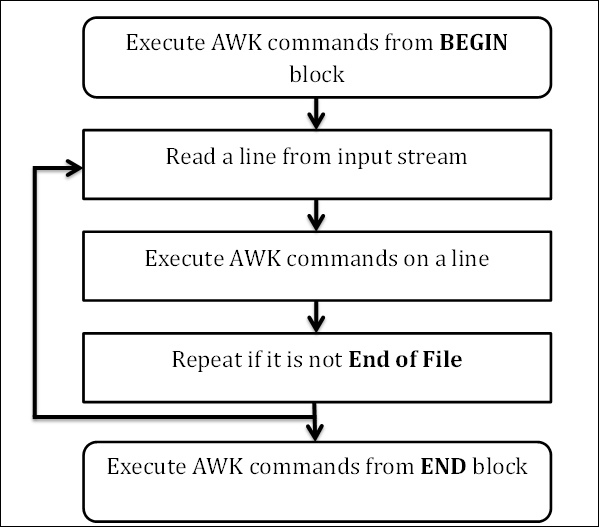 Execute AWK commands from BEGIN
block
Read a line from input stream
Execute AWK commands on a line
Repeat if it is not End of File
Execute AWK commands from END block